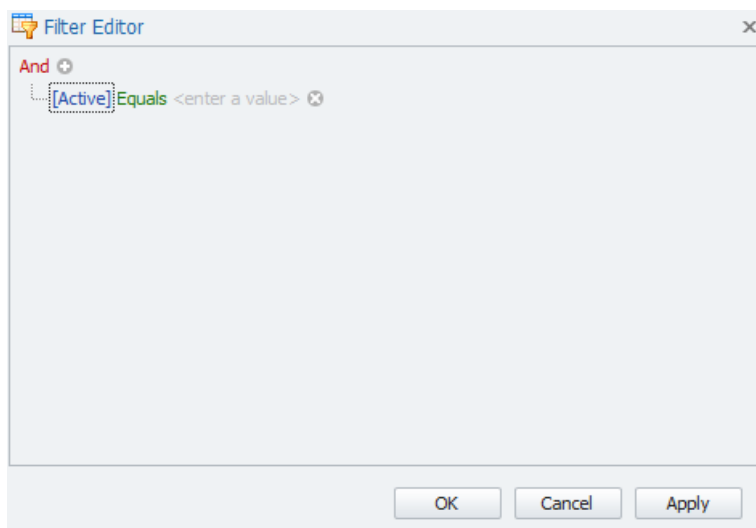 Filter Editor
And
[Active] Equals <enter a value>
OK Cancel Apply